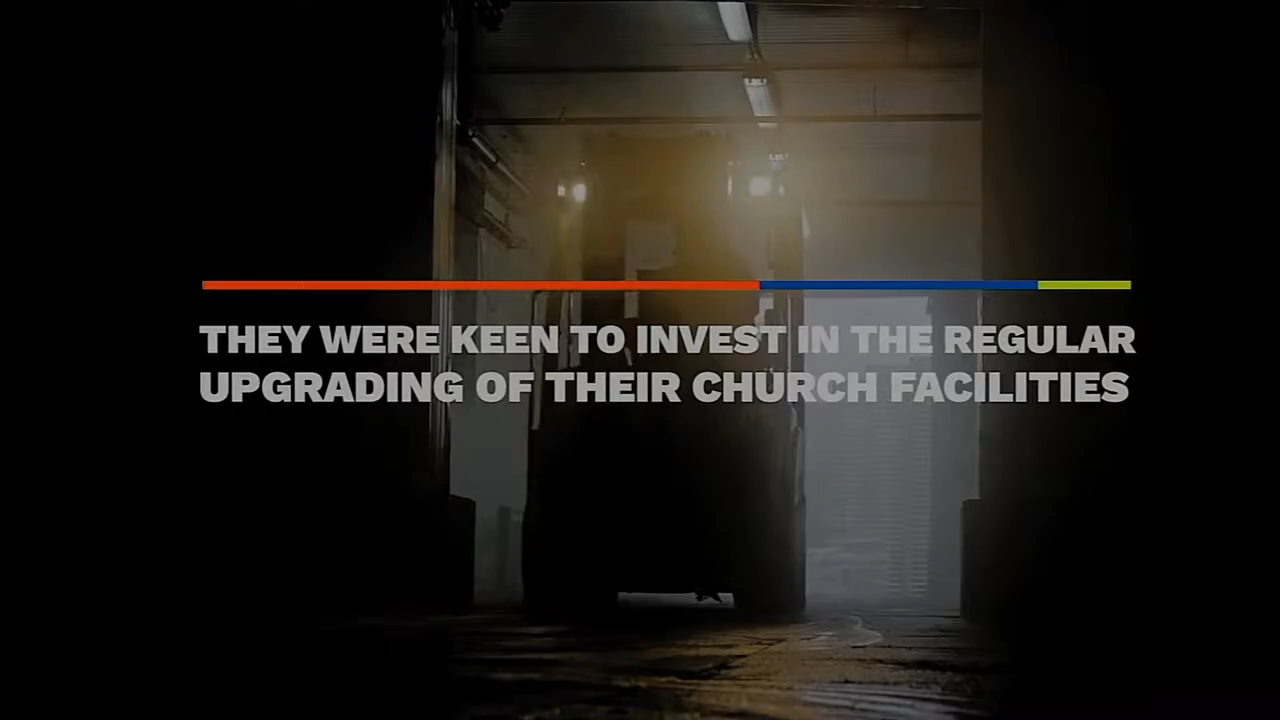 THEY WERE KEEN TO INVEST IN THE REGULAR
UPGRADING OF THEIR CHURCH FACILITIES